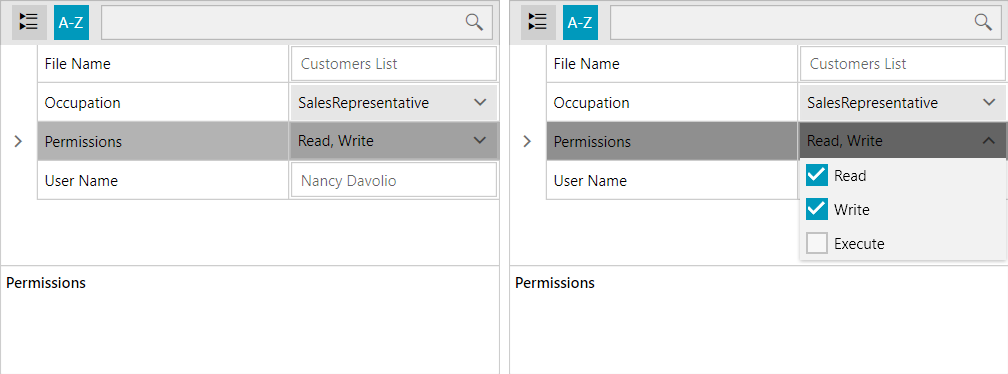 A-Z
File Name Customers List
Occupation SalesRepresentative
Permissions Read, Write
User Name Nancy Davolio
Permissions
A-Z
File Name Customers List
Occupation SalesRepresentative
Permissions Read, Write
User Name
Read
Write
Execute
Permissions